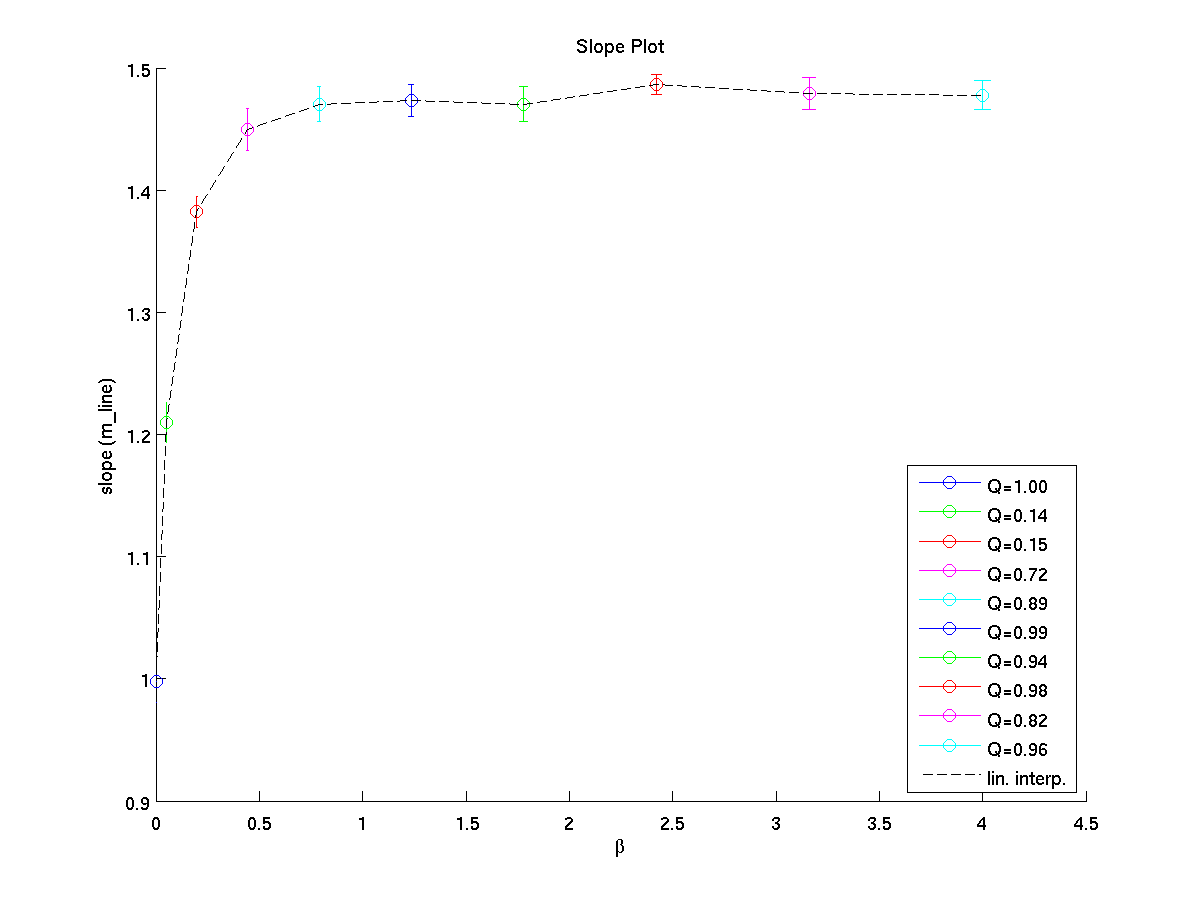 Slope Plot
1.5
1.4
1.3
1.2
1.1
1
0.9
slope (m_line)
0 0.5 1 1.5 2 2.5 3 3.5 4 4.5
β
Q=1.00
Q=0.14
Q=0.15
Q=0.72
Q=0.89
Q=0.99
Q=0.94
Q=0.98
Q=0.82
Q=0.96
lin. interp.